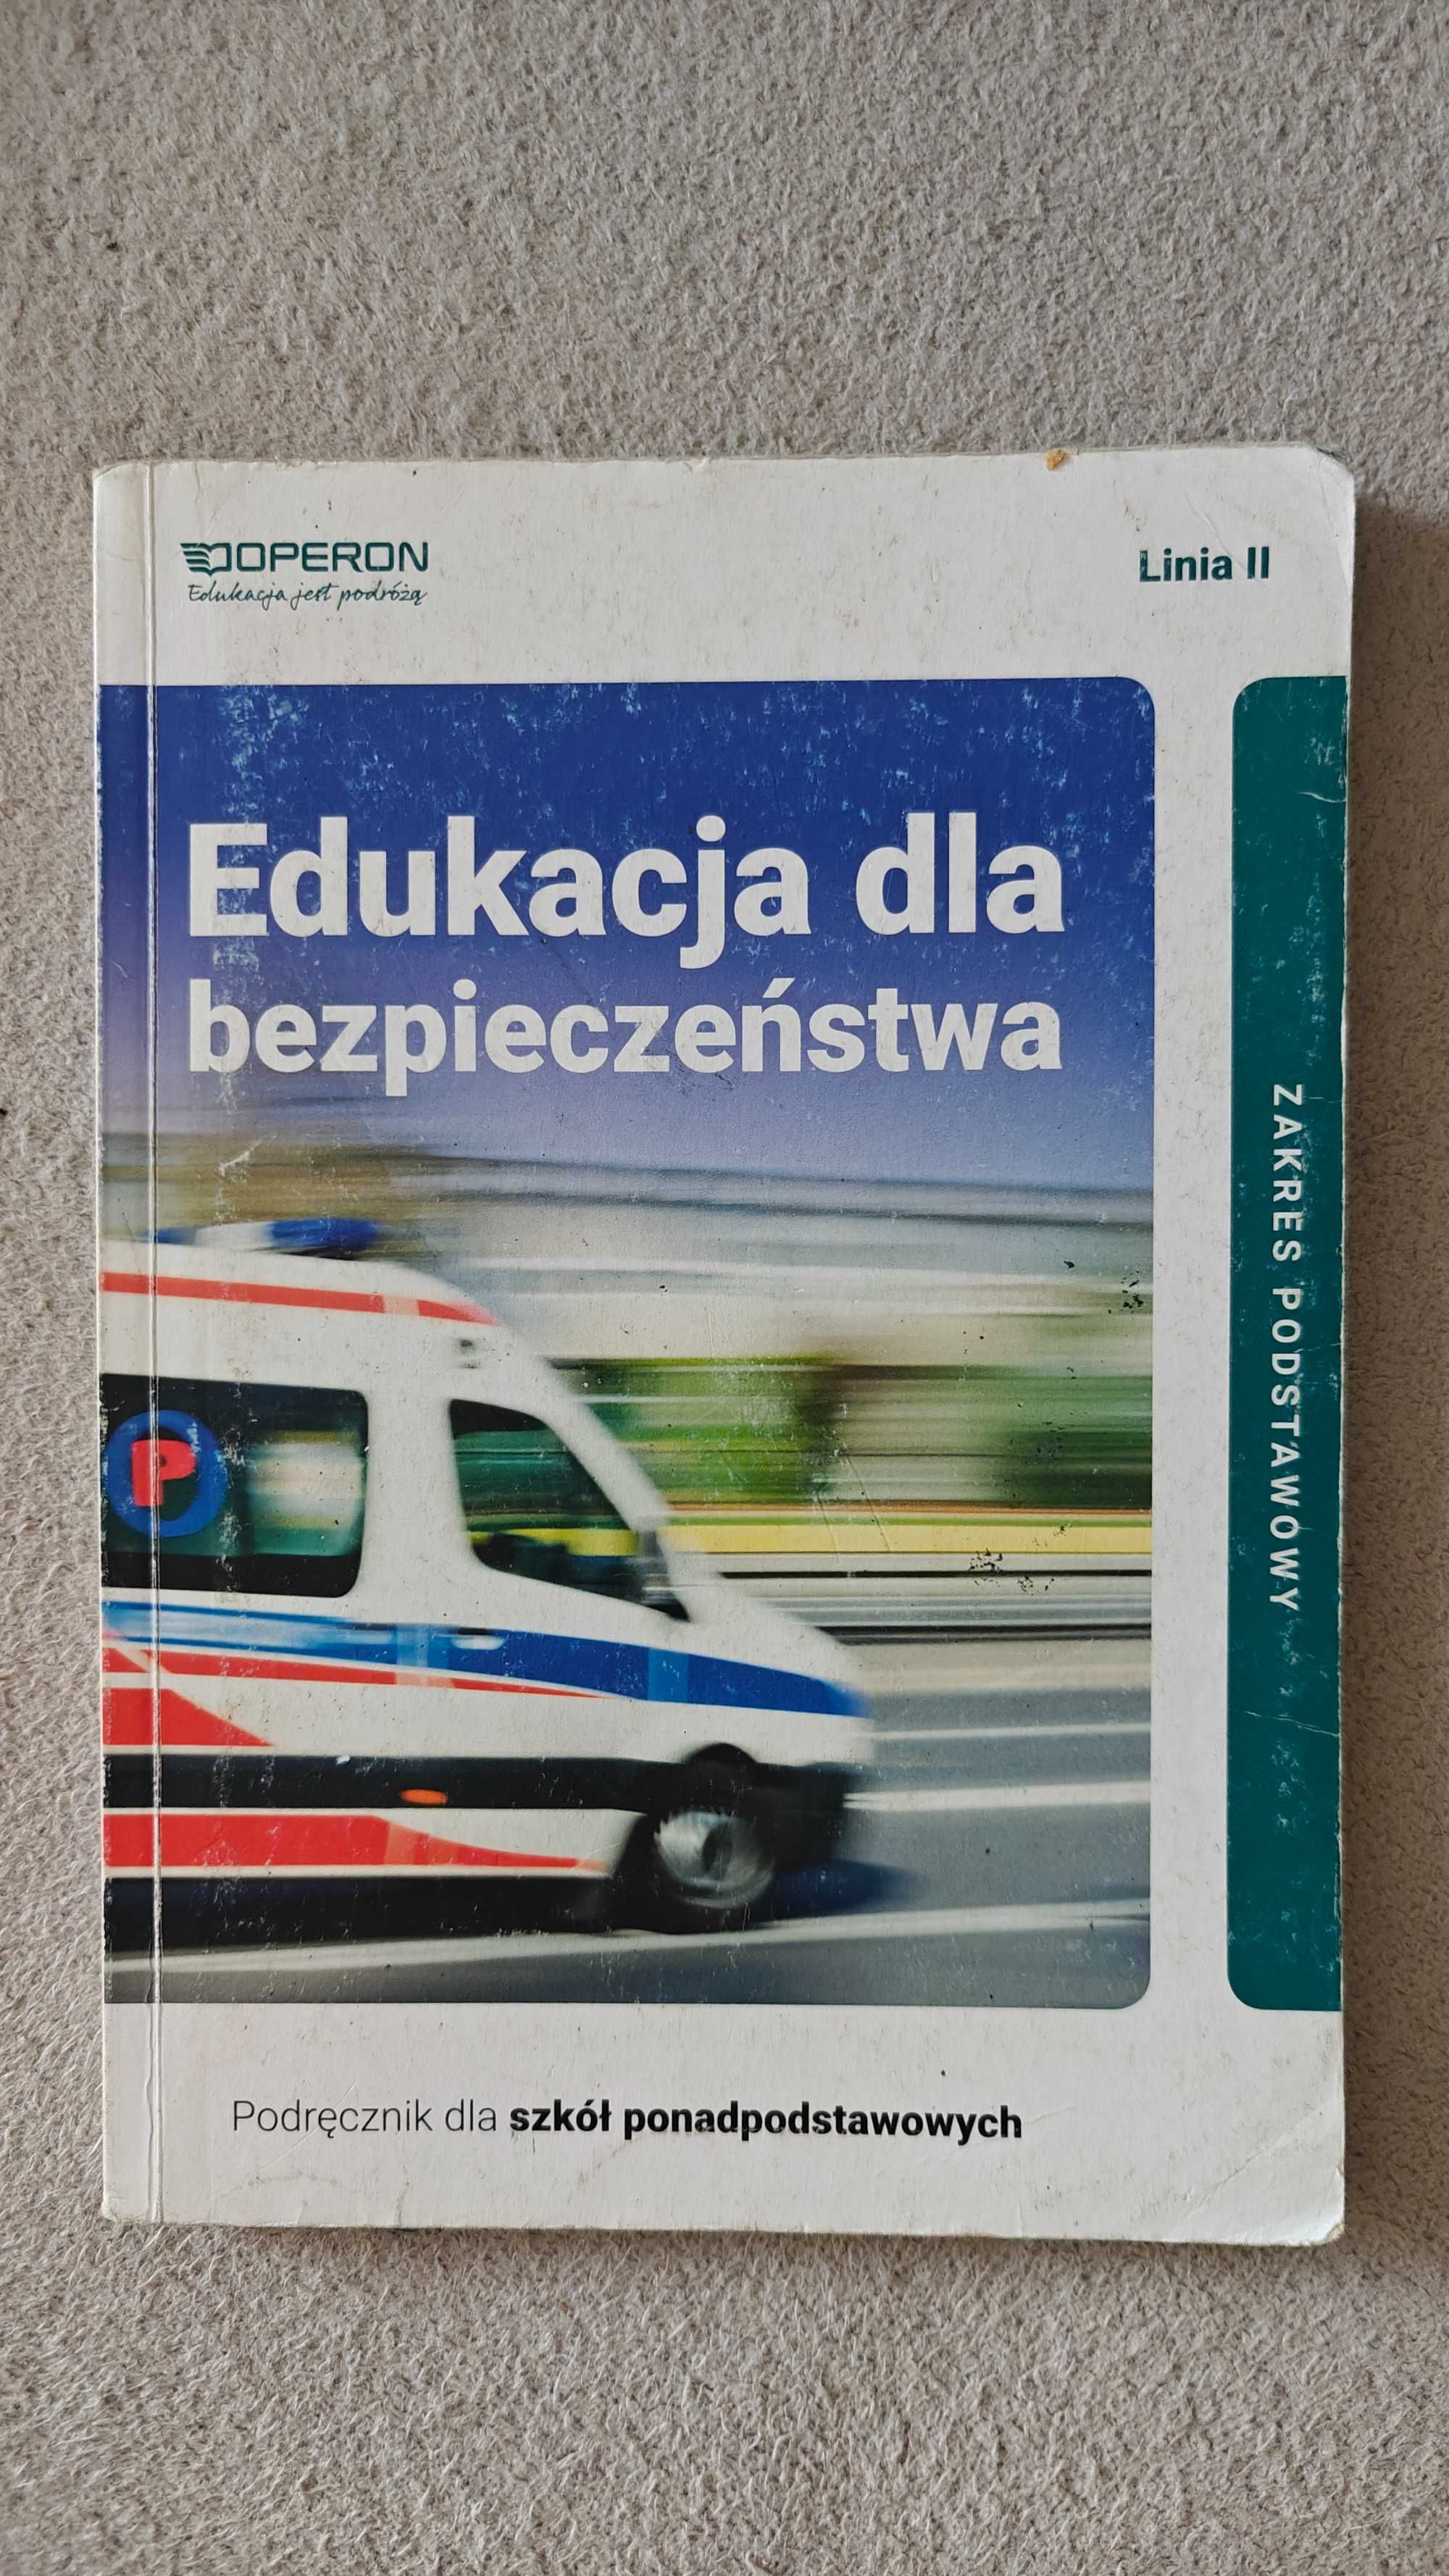 OPERON
Edukacja jest podróżą
Linia II
Edukacja dla
bezpieczeństwa
ZAKRES PODSTAWOWY
P
Podręcznik dla szkół ponadpodstawowych